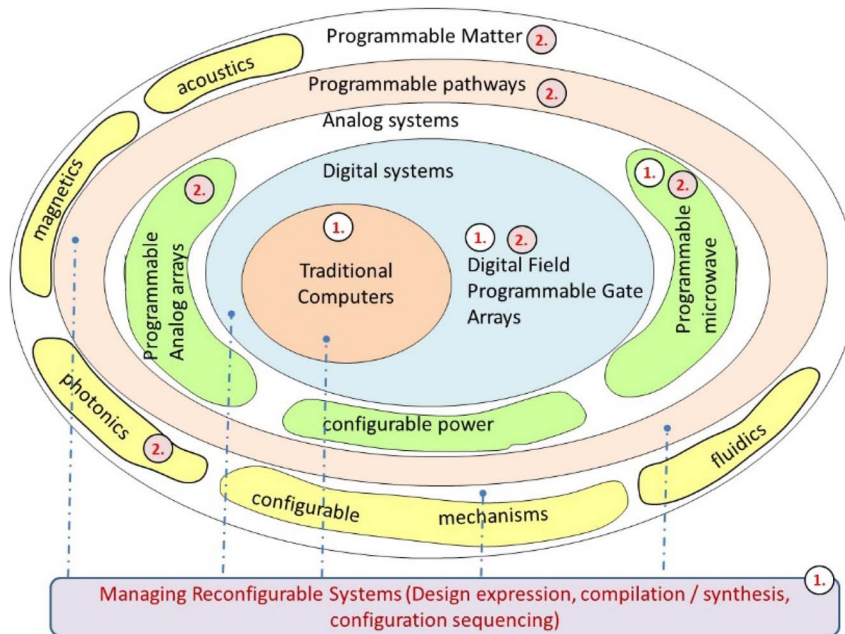 Programmable Matter 2.
acoustics
Programmable pathways 2.
Analog systems
magnetics
2.
Digital systems
1. 2.
1.
1. 2.
Traditional
Computers
Digital Field
Programmable Gate
Arrays
Programmable
Analog arrays
Programmable
microwave
configurable power
photonics
2.
fluidics
configurable mechanisms
1.
Managing Reconfigurable Systems (Design expression, compilation / synthesis,
configuration sequencing)